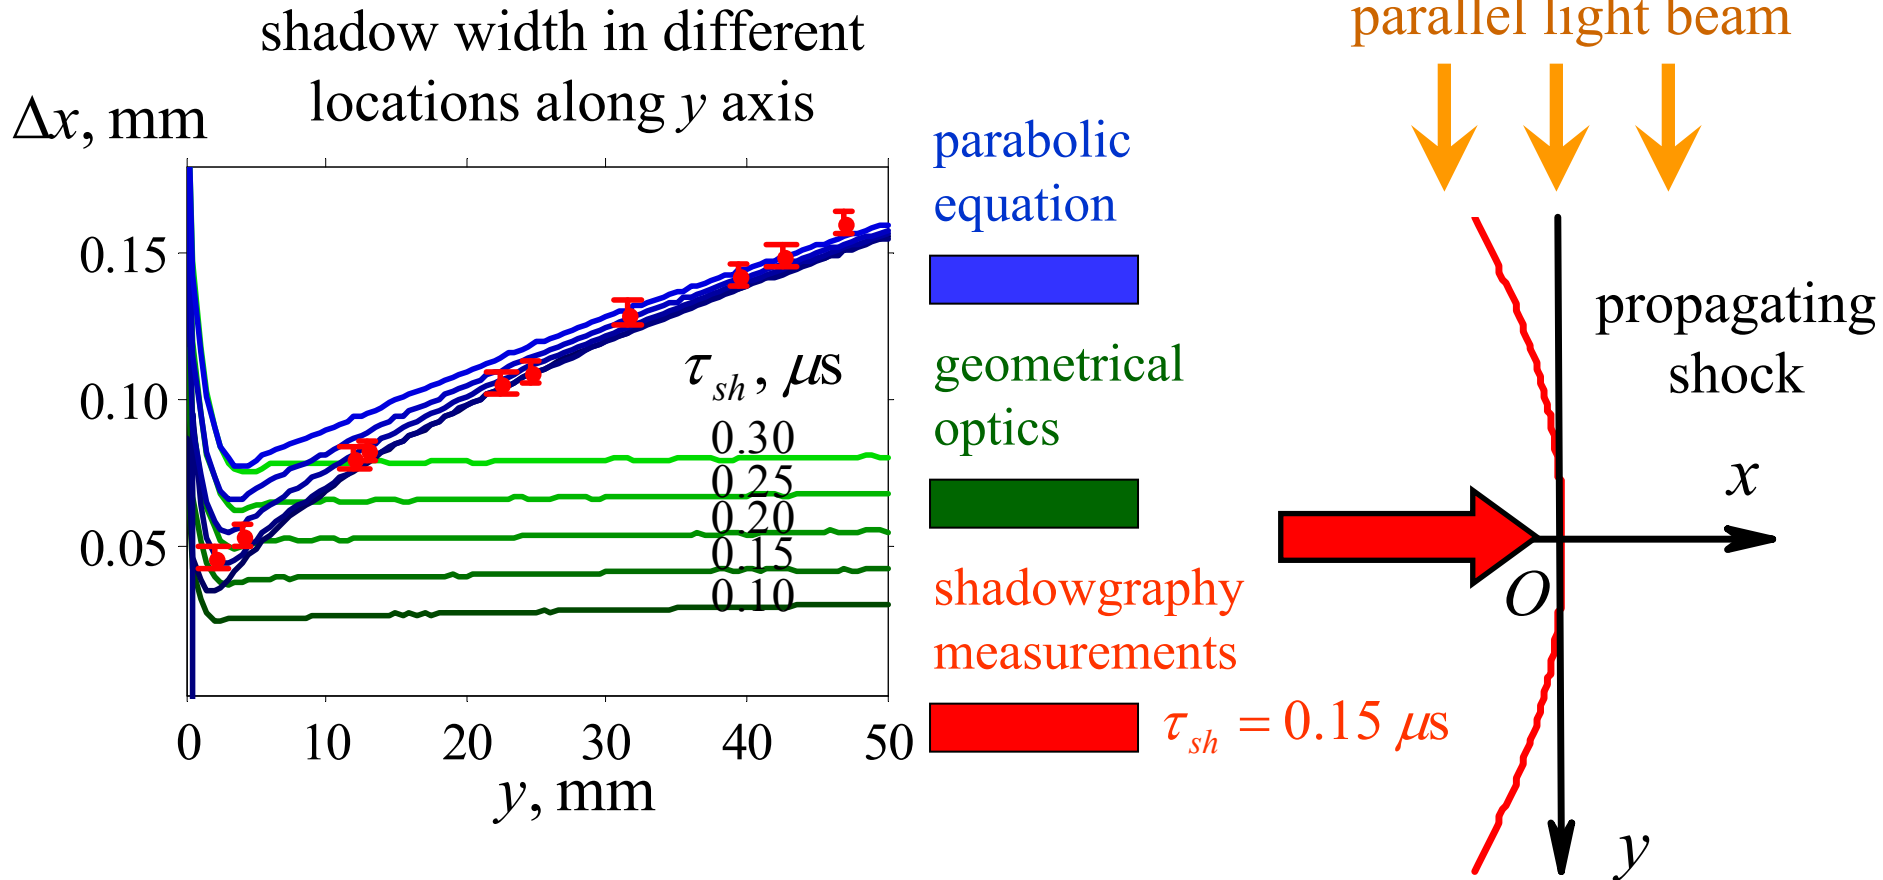 shadow width in different
locations along y axis
Δx, mm
0.15
0.10
0.05
0 10 20 30 40 50
y, mm
τsh, μs
0.30
0.25
0.20
0.15
0.10
parabolic
equation
geometrical
optics
shadowgraphy
measurements
τsh = 0.15 μs
parallel light beam
propagating
shock
x
O
y